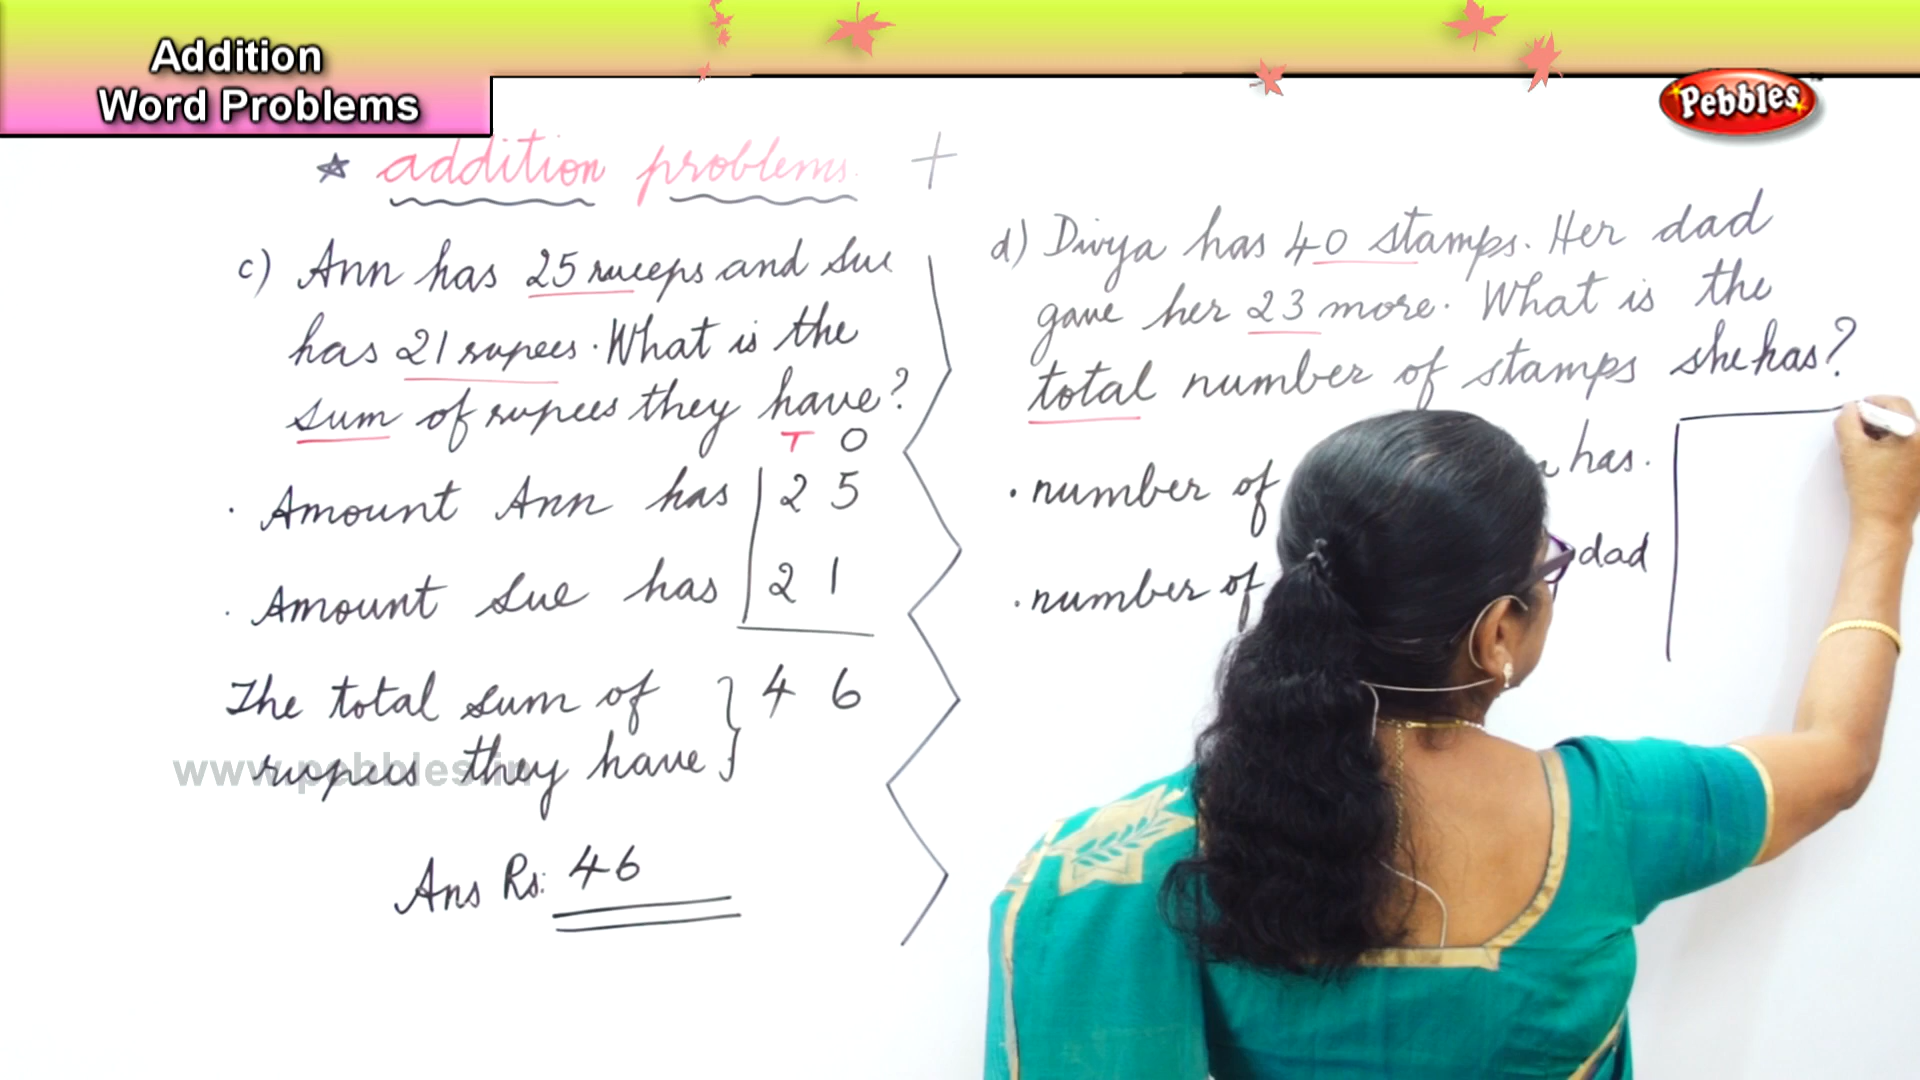 Addition
Word Problems
Pebbles
★ addition problems. +
c) Ann has 25 ruceps and Sue
has 21 rupees. What is the
sum of rupees they have?
T O
. Amount Ann has 2 5
. Amount Sue has 2 1
The total sum of } 4 6
rupees they have
www.pebbles.in
Ans Rs: 46
d) Divya has 40 stamps. Her dad
gave her 23 more. What is the
total number of stamps she has?
. number of has.
. number of dad